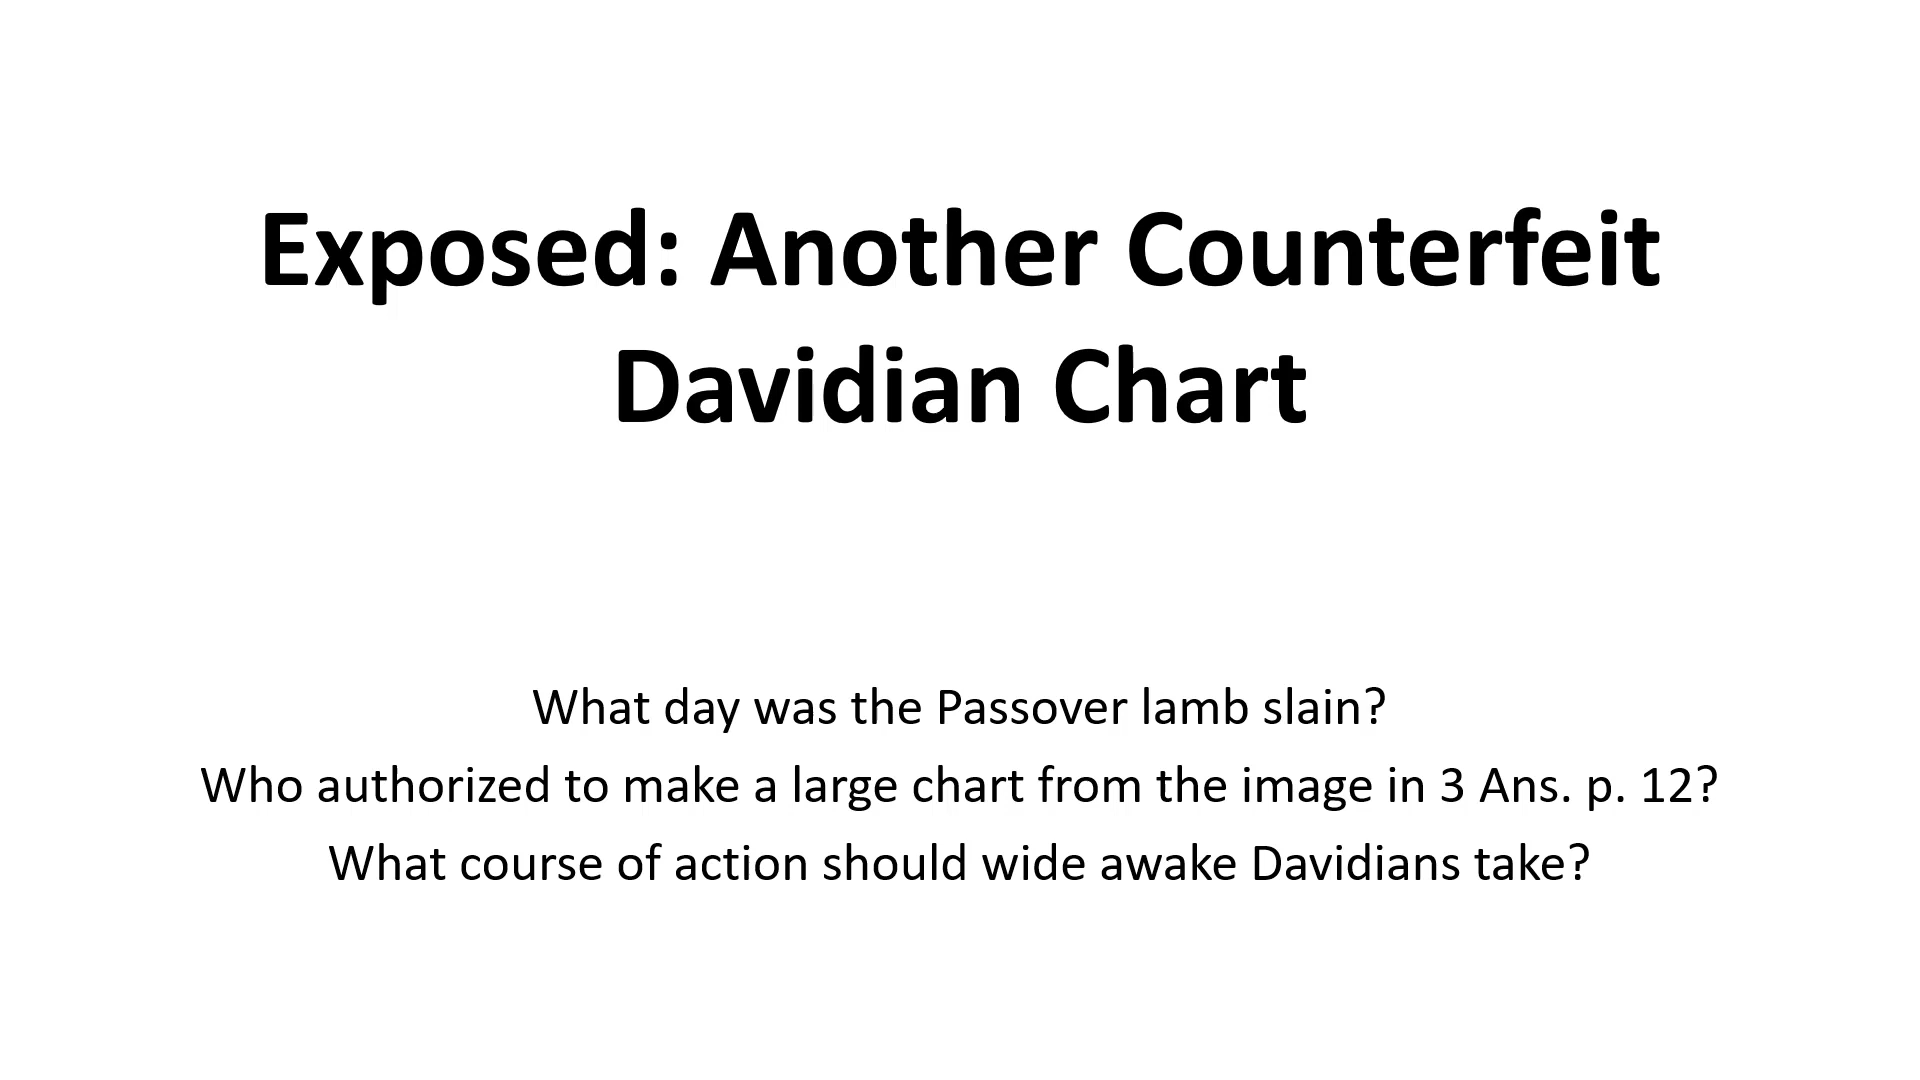 Exposed: Another Counterfeit
Davidian Chart
What day was the Passover lamb slain?
Who authorized to make a large chart from the image in 3 Ans. p. 12?
What course of action should wide awake Davidians take?